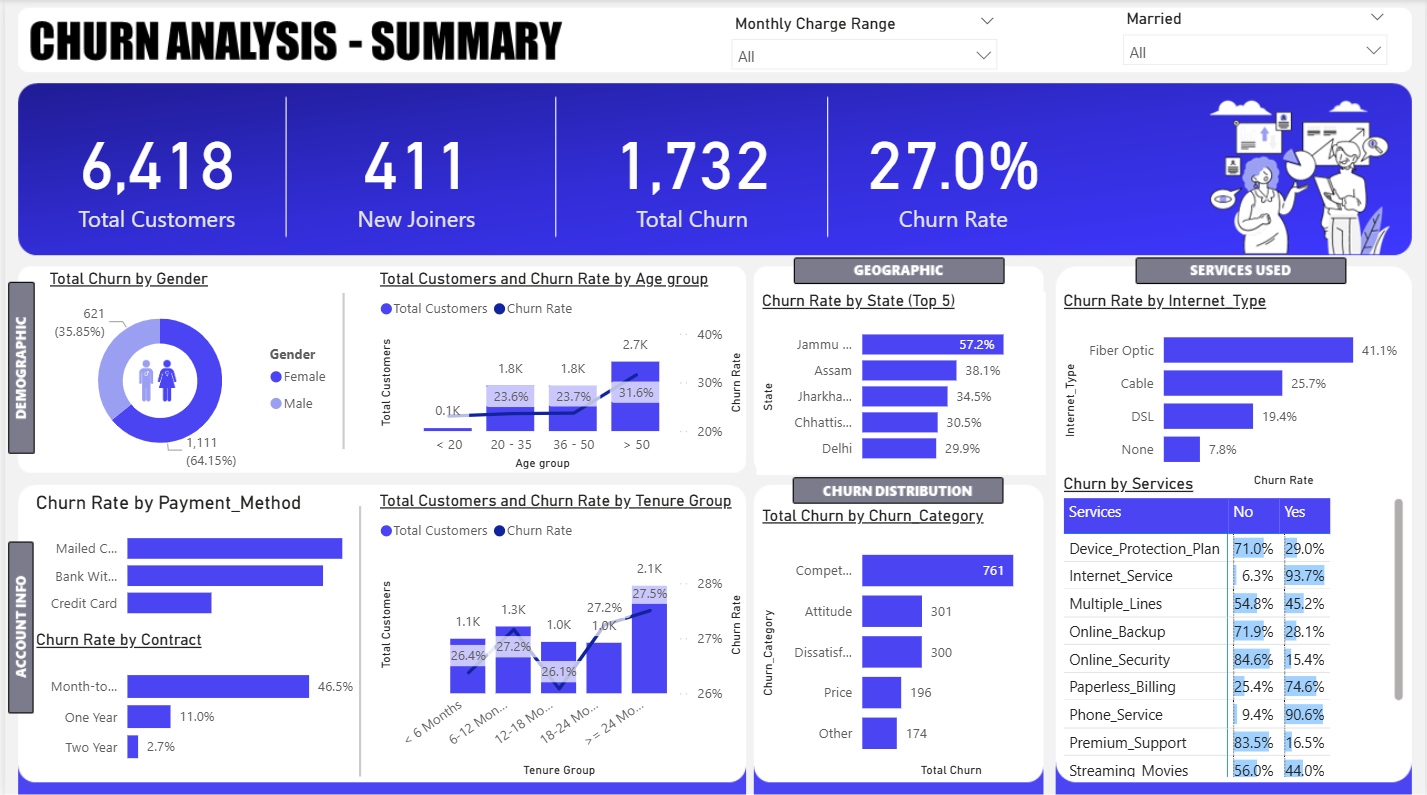 CHURN ANALYSIS - SUMMARY
Monthly Charge Range
All
Married
All
6,418
Total Customers
411
New Joiners
1,732
Total Churn
27.0%
Churn Rate
DEMOGRAPHIC
Total Churn by Gender
621
(35.85%)
1,111
(64.15%)
Gender
Female
Male
Total Customers and Churn Rate by Age group
Total Customers
Churn Rate
Total Customers
0.1K
1.8K
1.8K
2.7K
23.6%
23.7%
31.6%
40%
30%
20%
Churn Rate
< 20
20 - 35
36 - 50
> 50
Age group
GEOGRAPHIC
Churn Rate by State (Top 5)
State
Jammu ... 57.2%
Assam 38.1%
Jharkha... 34.5%
Chhattis... 30.5%
Delhi 29.9%
SERVICES USED
Churn Rate by Internet_Type
Internet_Type
Fiber Optic 41.1%
Cable 25.7%
DSL 19.4%
None 7.8%
Churn Rate
ACCOUNT INFO
Churn Rate by Payment_Method
Mailed C...
Bank Wit...
Credit Card
Churn Rate by Contract
Month-to... 46.5%
One Year 11.0%
Two Year 2.7%
Total Customers and Churn Rate by Tenure Group
Total Customers
Churn Rate
Total Customers
1.1K
1.3K
1.0K
1.0K
2.1K
26.4%
27.2%
26.1%
27.2%
27.5%
28%
27%
26%
Churn Rate
< 6 Months
6-12 Mon...
12-18 Mo...
18-24 Mo...
>= 24 Mo...
Tenure Group
CHURN DISTRIBUTION
Total Churn by Churn_Category
Churn_Category
Compet... 761
Attitude 301
Dissatisf... 300
Price 196
Other 174
Total Churn
Churn by Services
Services No Yes
Device_Protection_Plan 71.0% 29.0%
Internet_Service 6.3% 93.7%
Multiple_Lines 54.8% 45.2%
Online_Backup 71.9% 28.1%
Online_Security 84.6% 15.4%
Paperless_Billing 25.4% 74.6%
Phone_Service 9.4% 90.6%
Premium_Support 83.5% 16.5%
Streaming_Movies 56.0% 44.0%